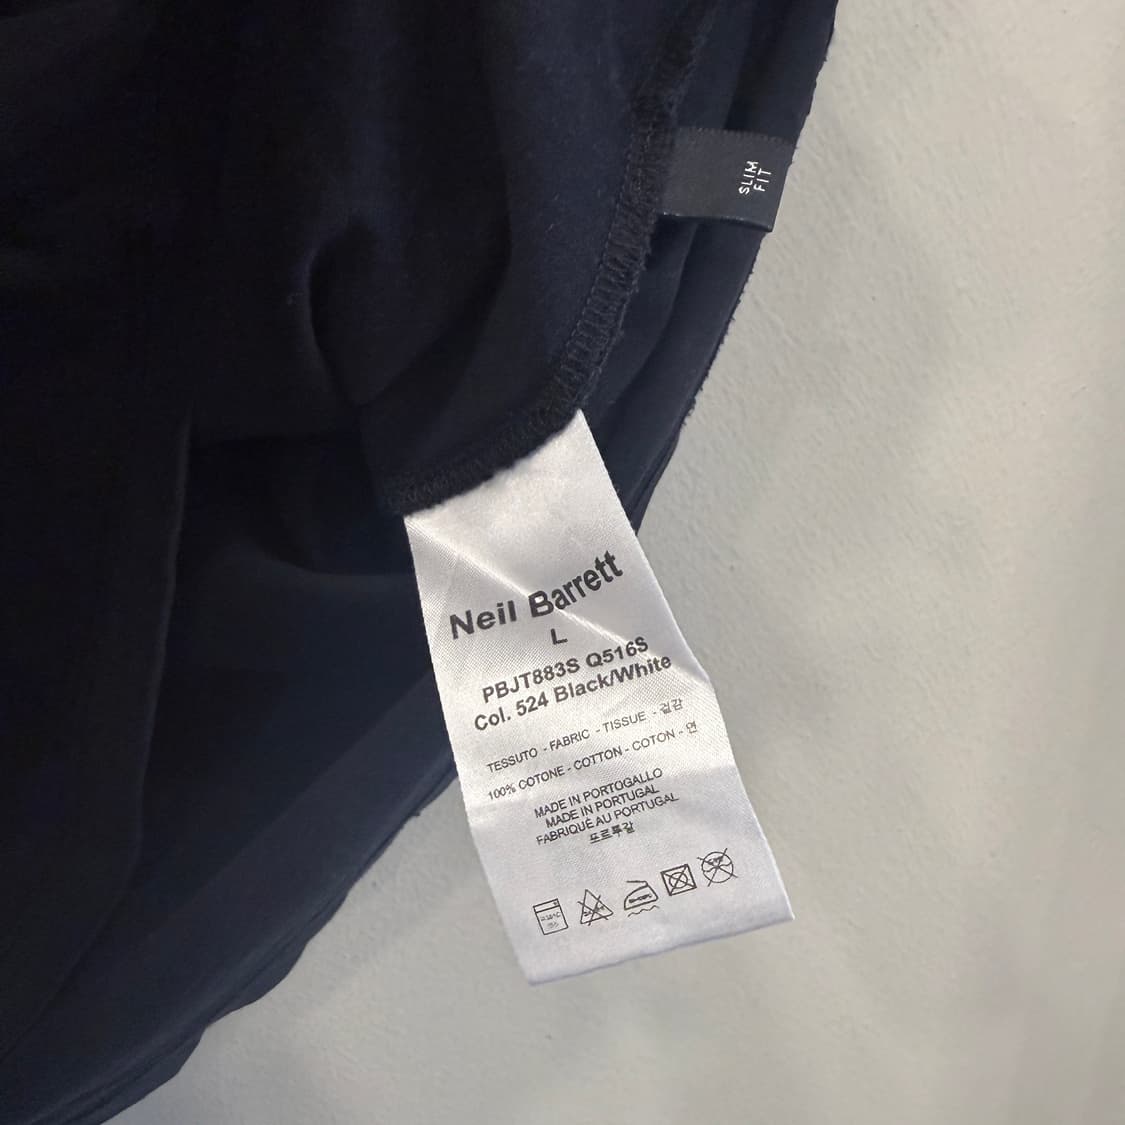 SLIM
FIT
Neil Barrett
L
PBJT883S Q516S
Col. 524 Black/White
TESSUTO - FABRIC - TISSUE - 겉감
100% COTONE - COTTON - COTON - 면
MADE IN PORTOGALLO
MADE IN PORTUGAL
FABRIQUÉ AU PORTUGAL
포르투갈